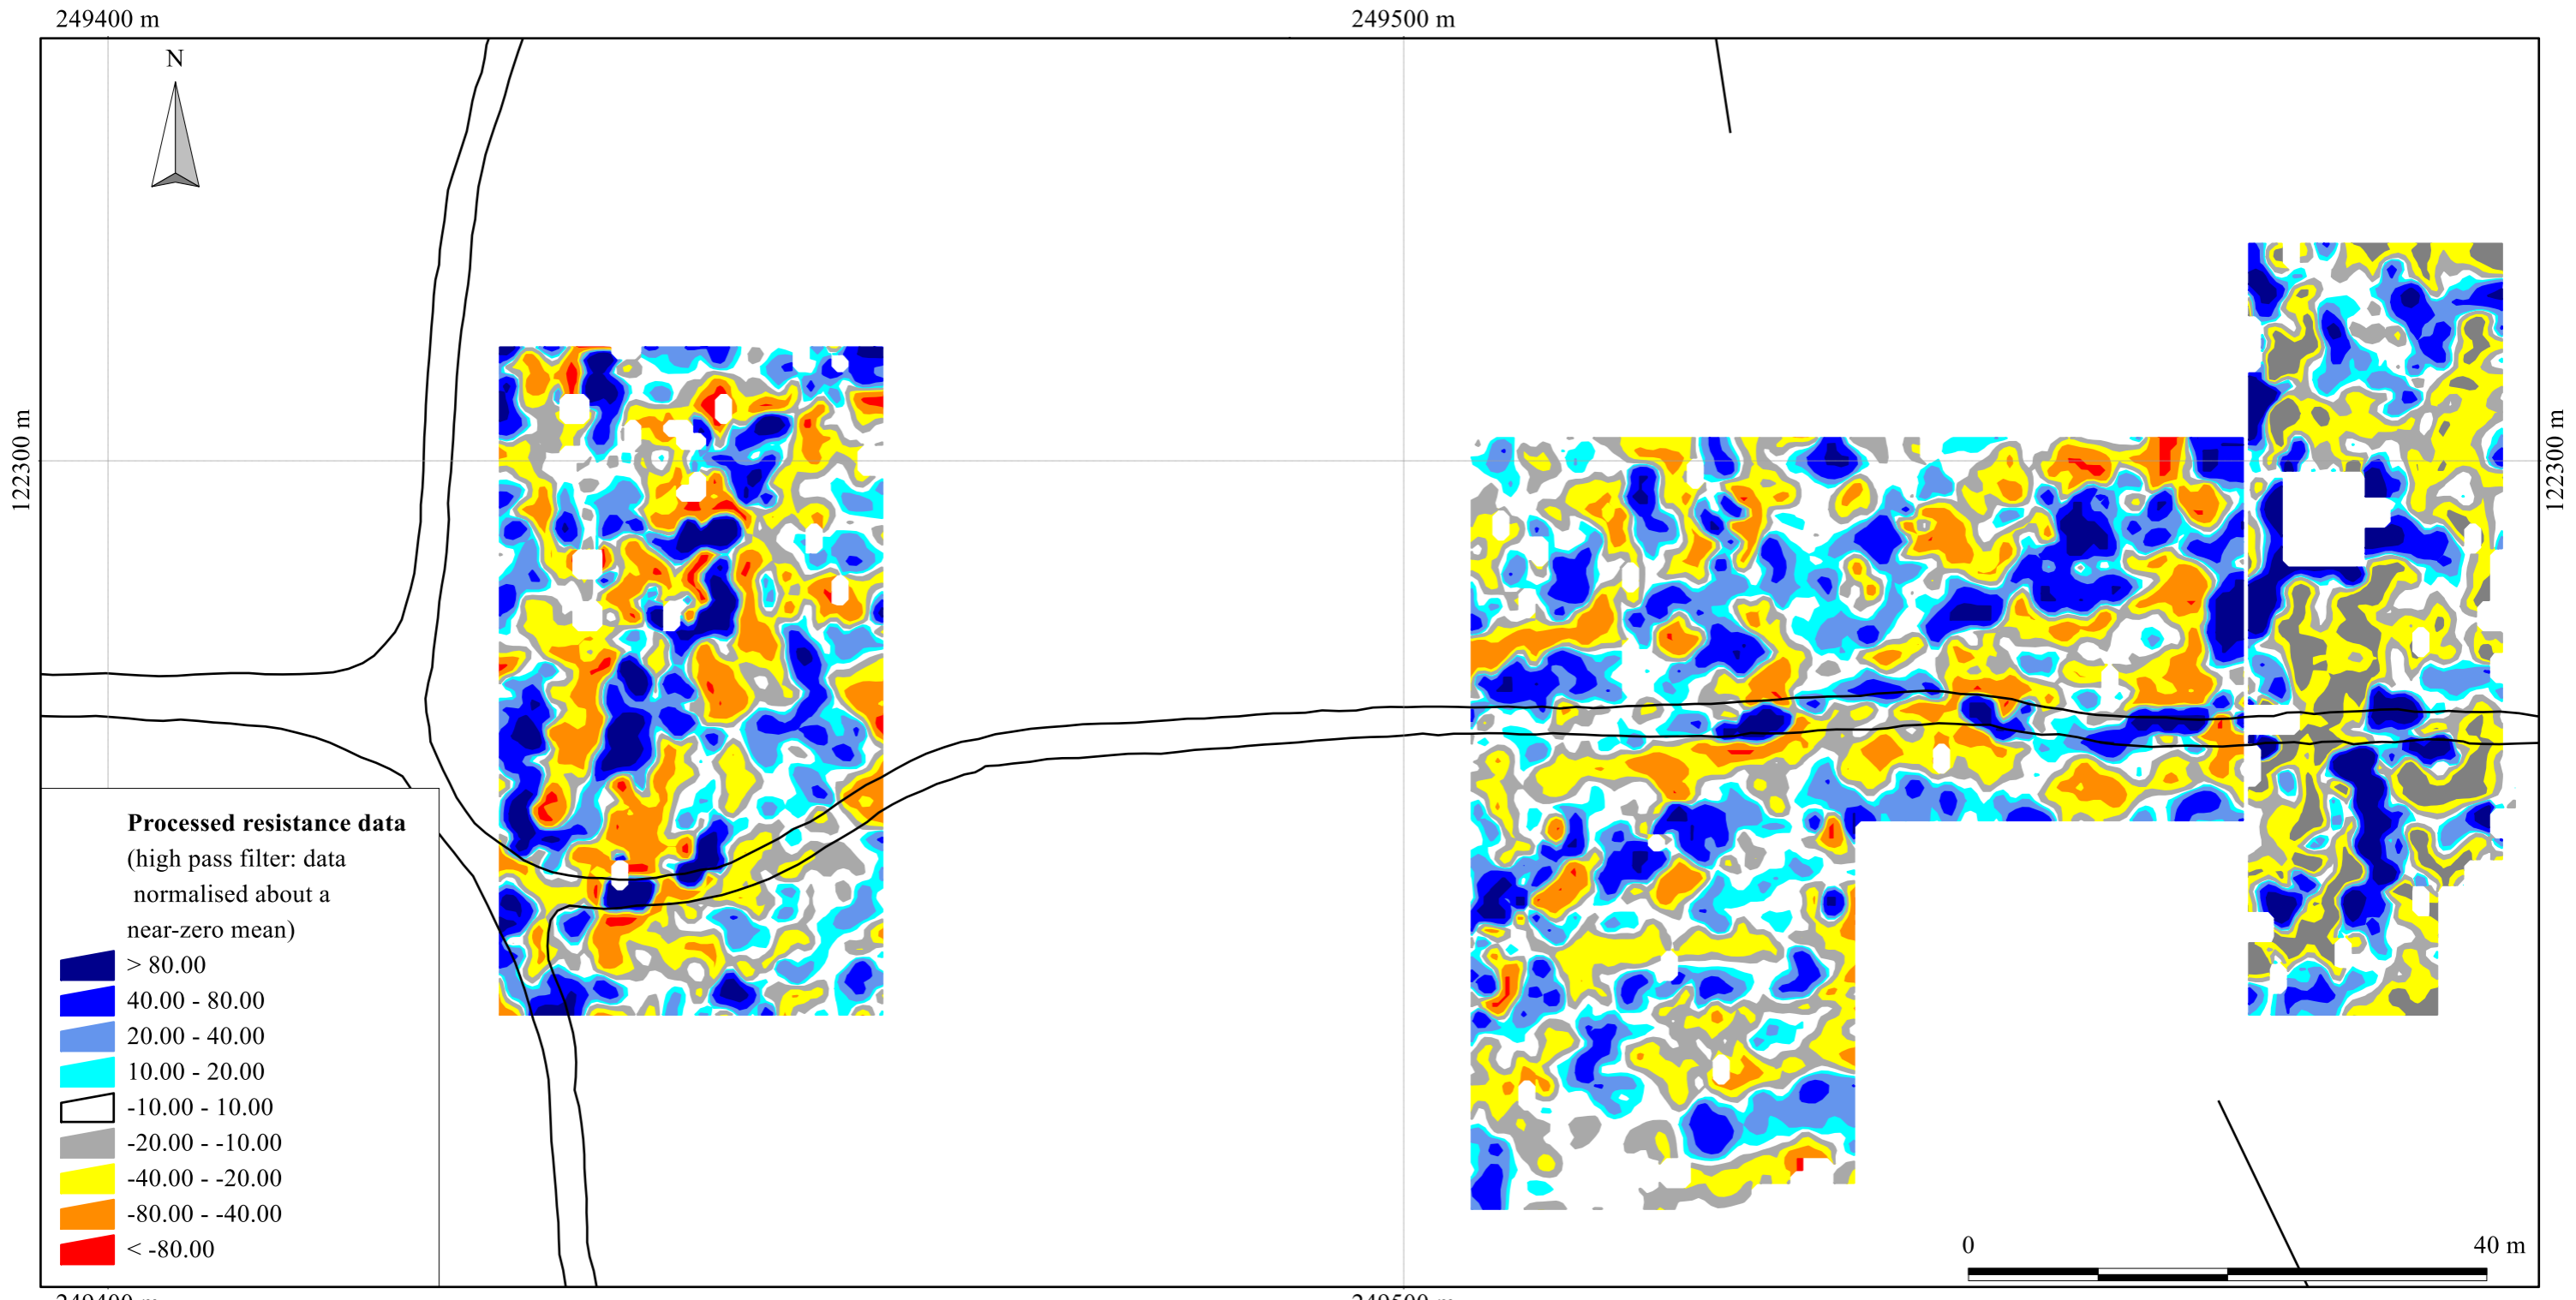 249400 m
249500 m
N
122300 m
122300 m
Processed resistance data
(high pass filter: data
normalised about a
near-zero mean)
> 80.00
40.00 - 80.00
20.00 - 40.00
10.00 - 20.00
-10.00 - 10.00
-20.00 - -10.00
-40.00 - -20.00
-80.00 - -40.00
< -80.00
0
40 m
249400 m
249500 m